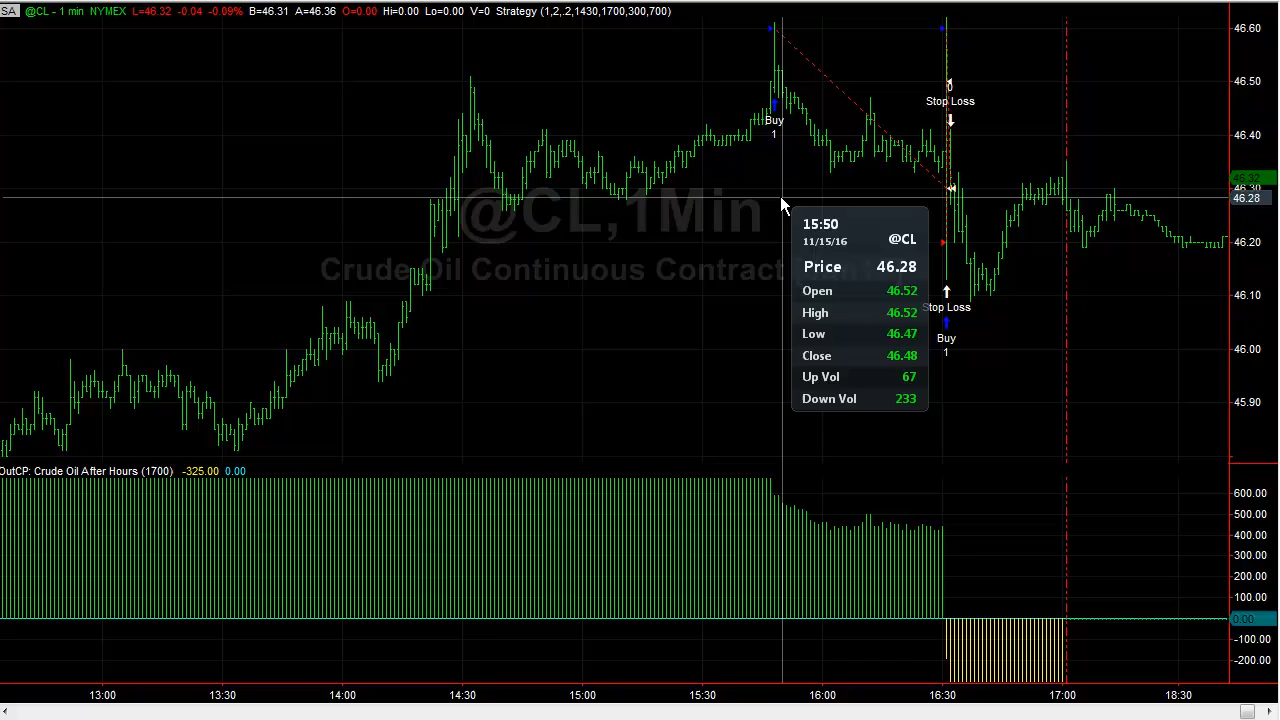 SA @CL - 1 min NYMEX L=46.32 -0.04 -0.09% B=46.31 A=46.36 O=0.00 Hi=0.00 Lo=0.00 V=0 Strategy (1,2,.2,1430,1700,300,700)
46.60
46.50
46.40
46.32
46.30
46.28
46.20
46.10
46.00
45.90
Buy
1
0
Stop Loss
@CL,1Min
Crude Oil Continuous Contract
15:50
11/15/16 @CL
Price 46.28
Open 46.52
High 46.52
Low 46.47
Close 46.48
Up Vol 67
Down Vol 233
Stop Loss
Buy
1
OutCP: Crude Oil After Hours (1700) -325.00 0.00
600.00
500.00
400.00
300.00
200.00
100.00
0.00
-100.00
-200.00
13:00 13:30 14:00 14:30 15:00 15:30 16:00 16:30 17:00 18:30